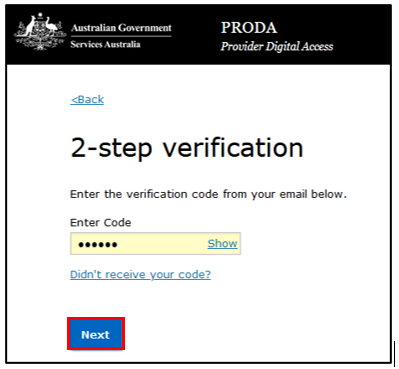 Australian Government
Services Australia
PRODA
Provider Digital Access
<Back
2-step verification
Enter the verification code from your email below.
Enter Code
•••••• Show
Didn't receive your code?
Next